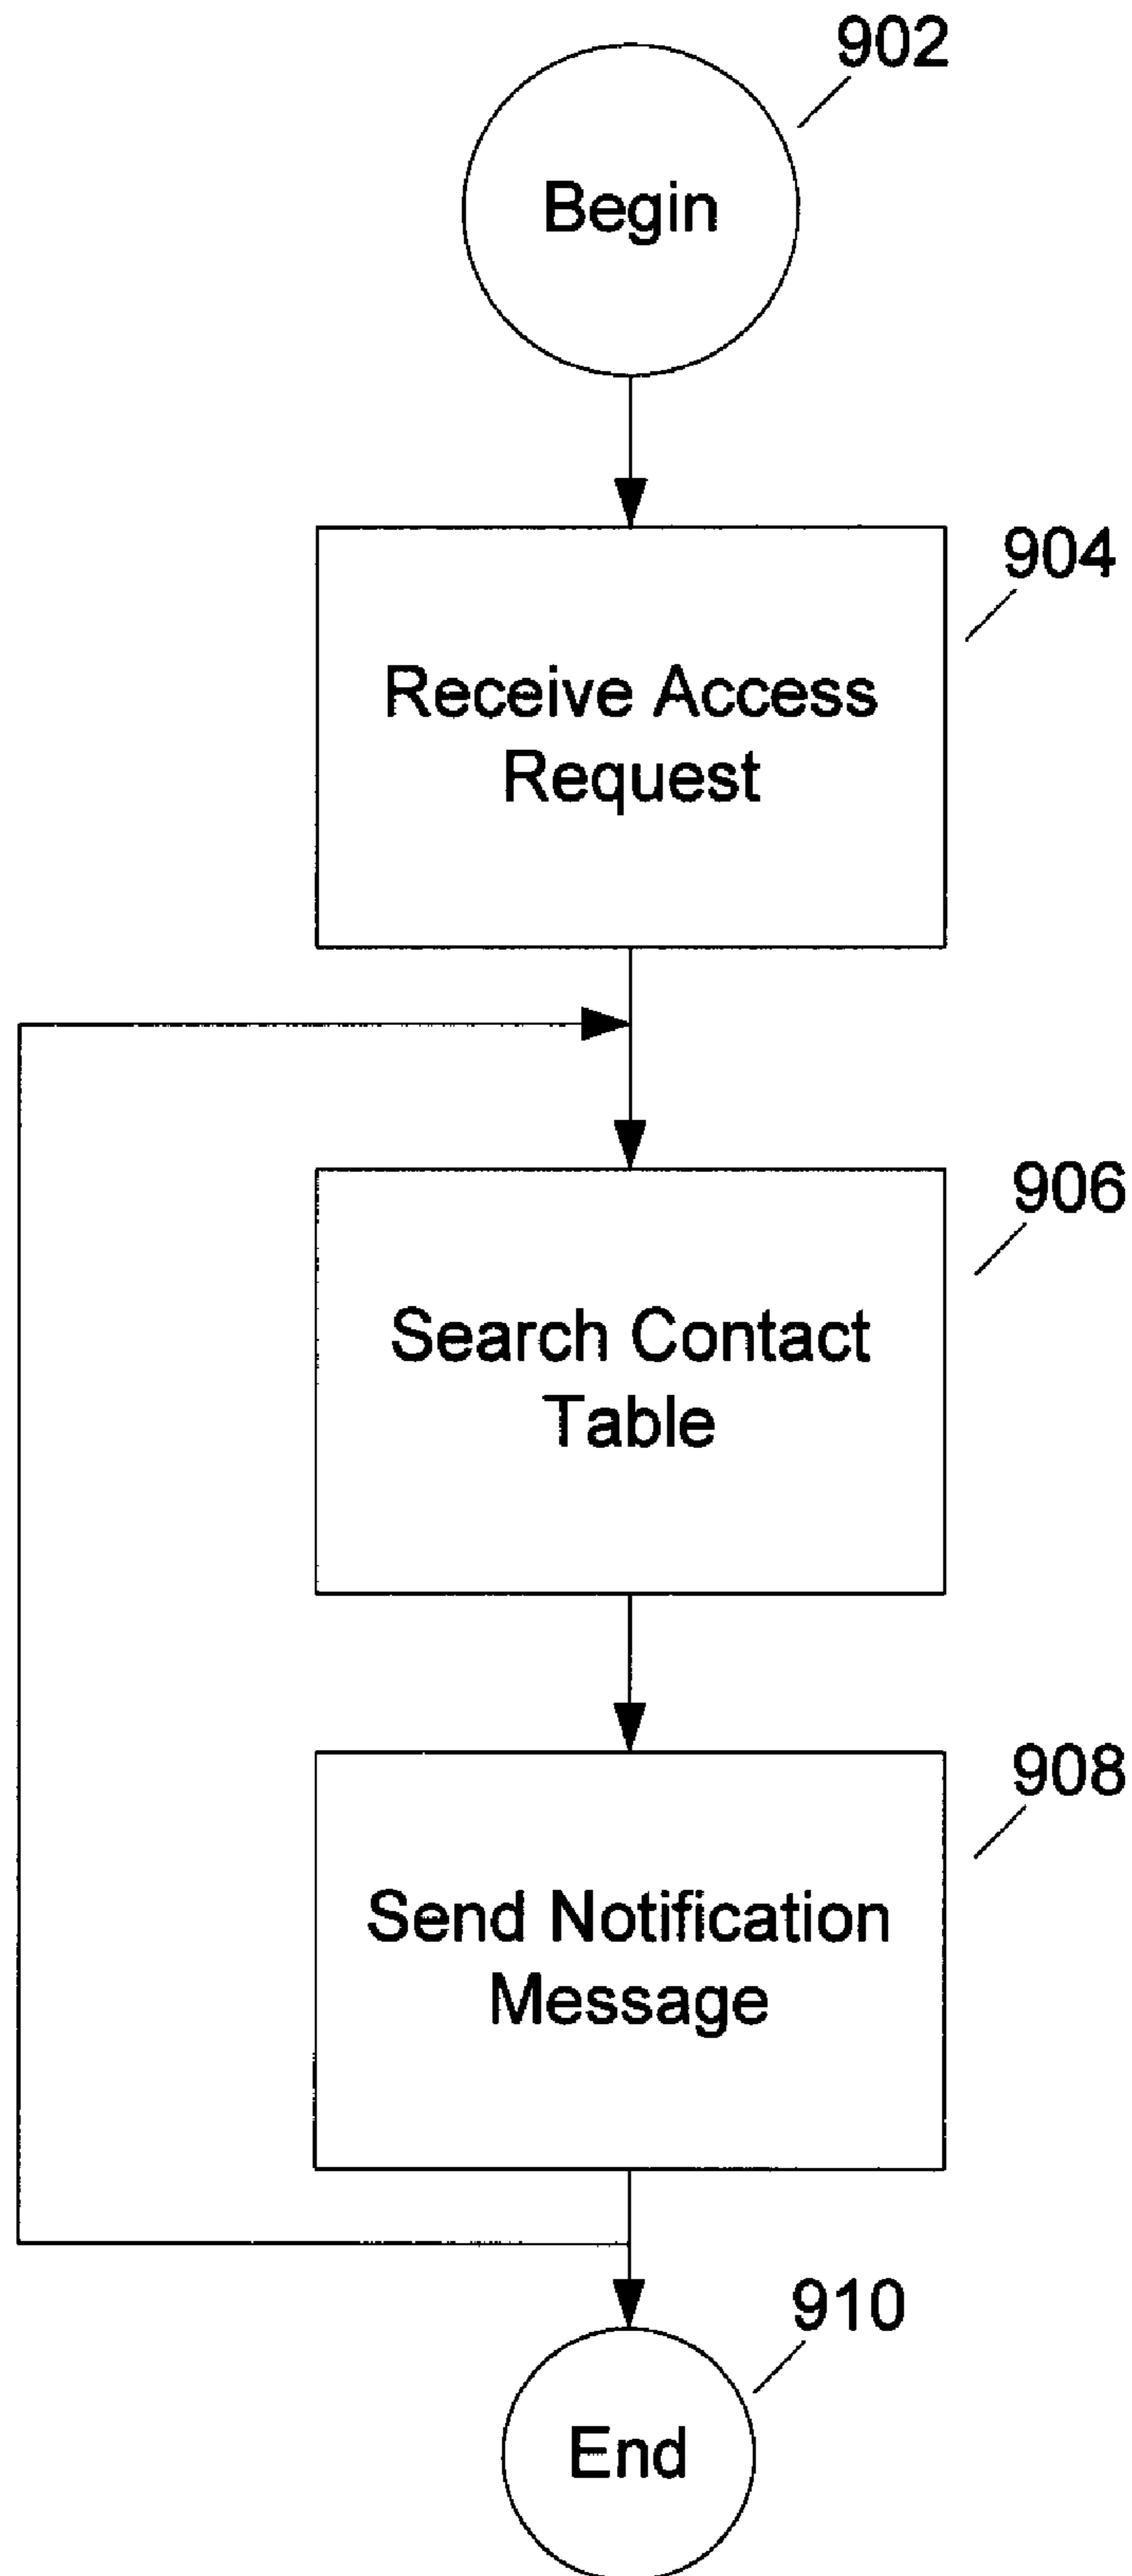 902
Begin
904
Receive Access
Request
906
Search Contact
Table
908
Send Notification
Message
910
End